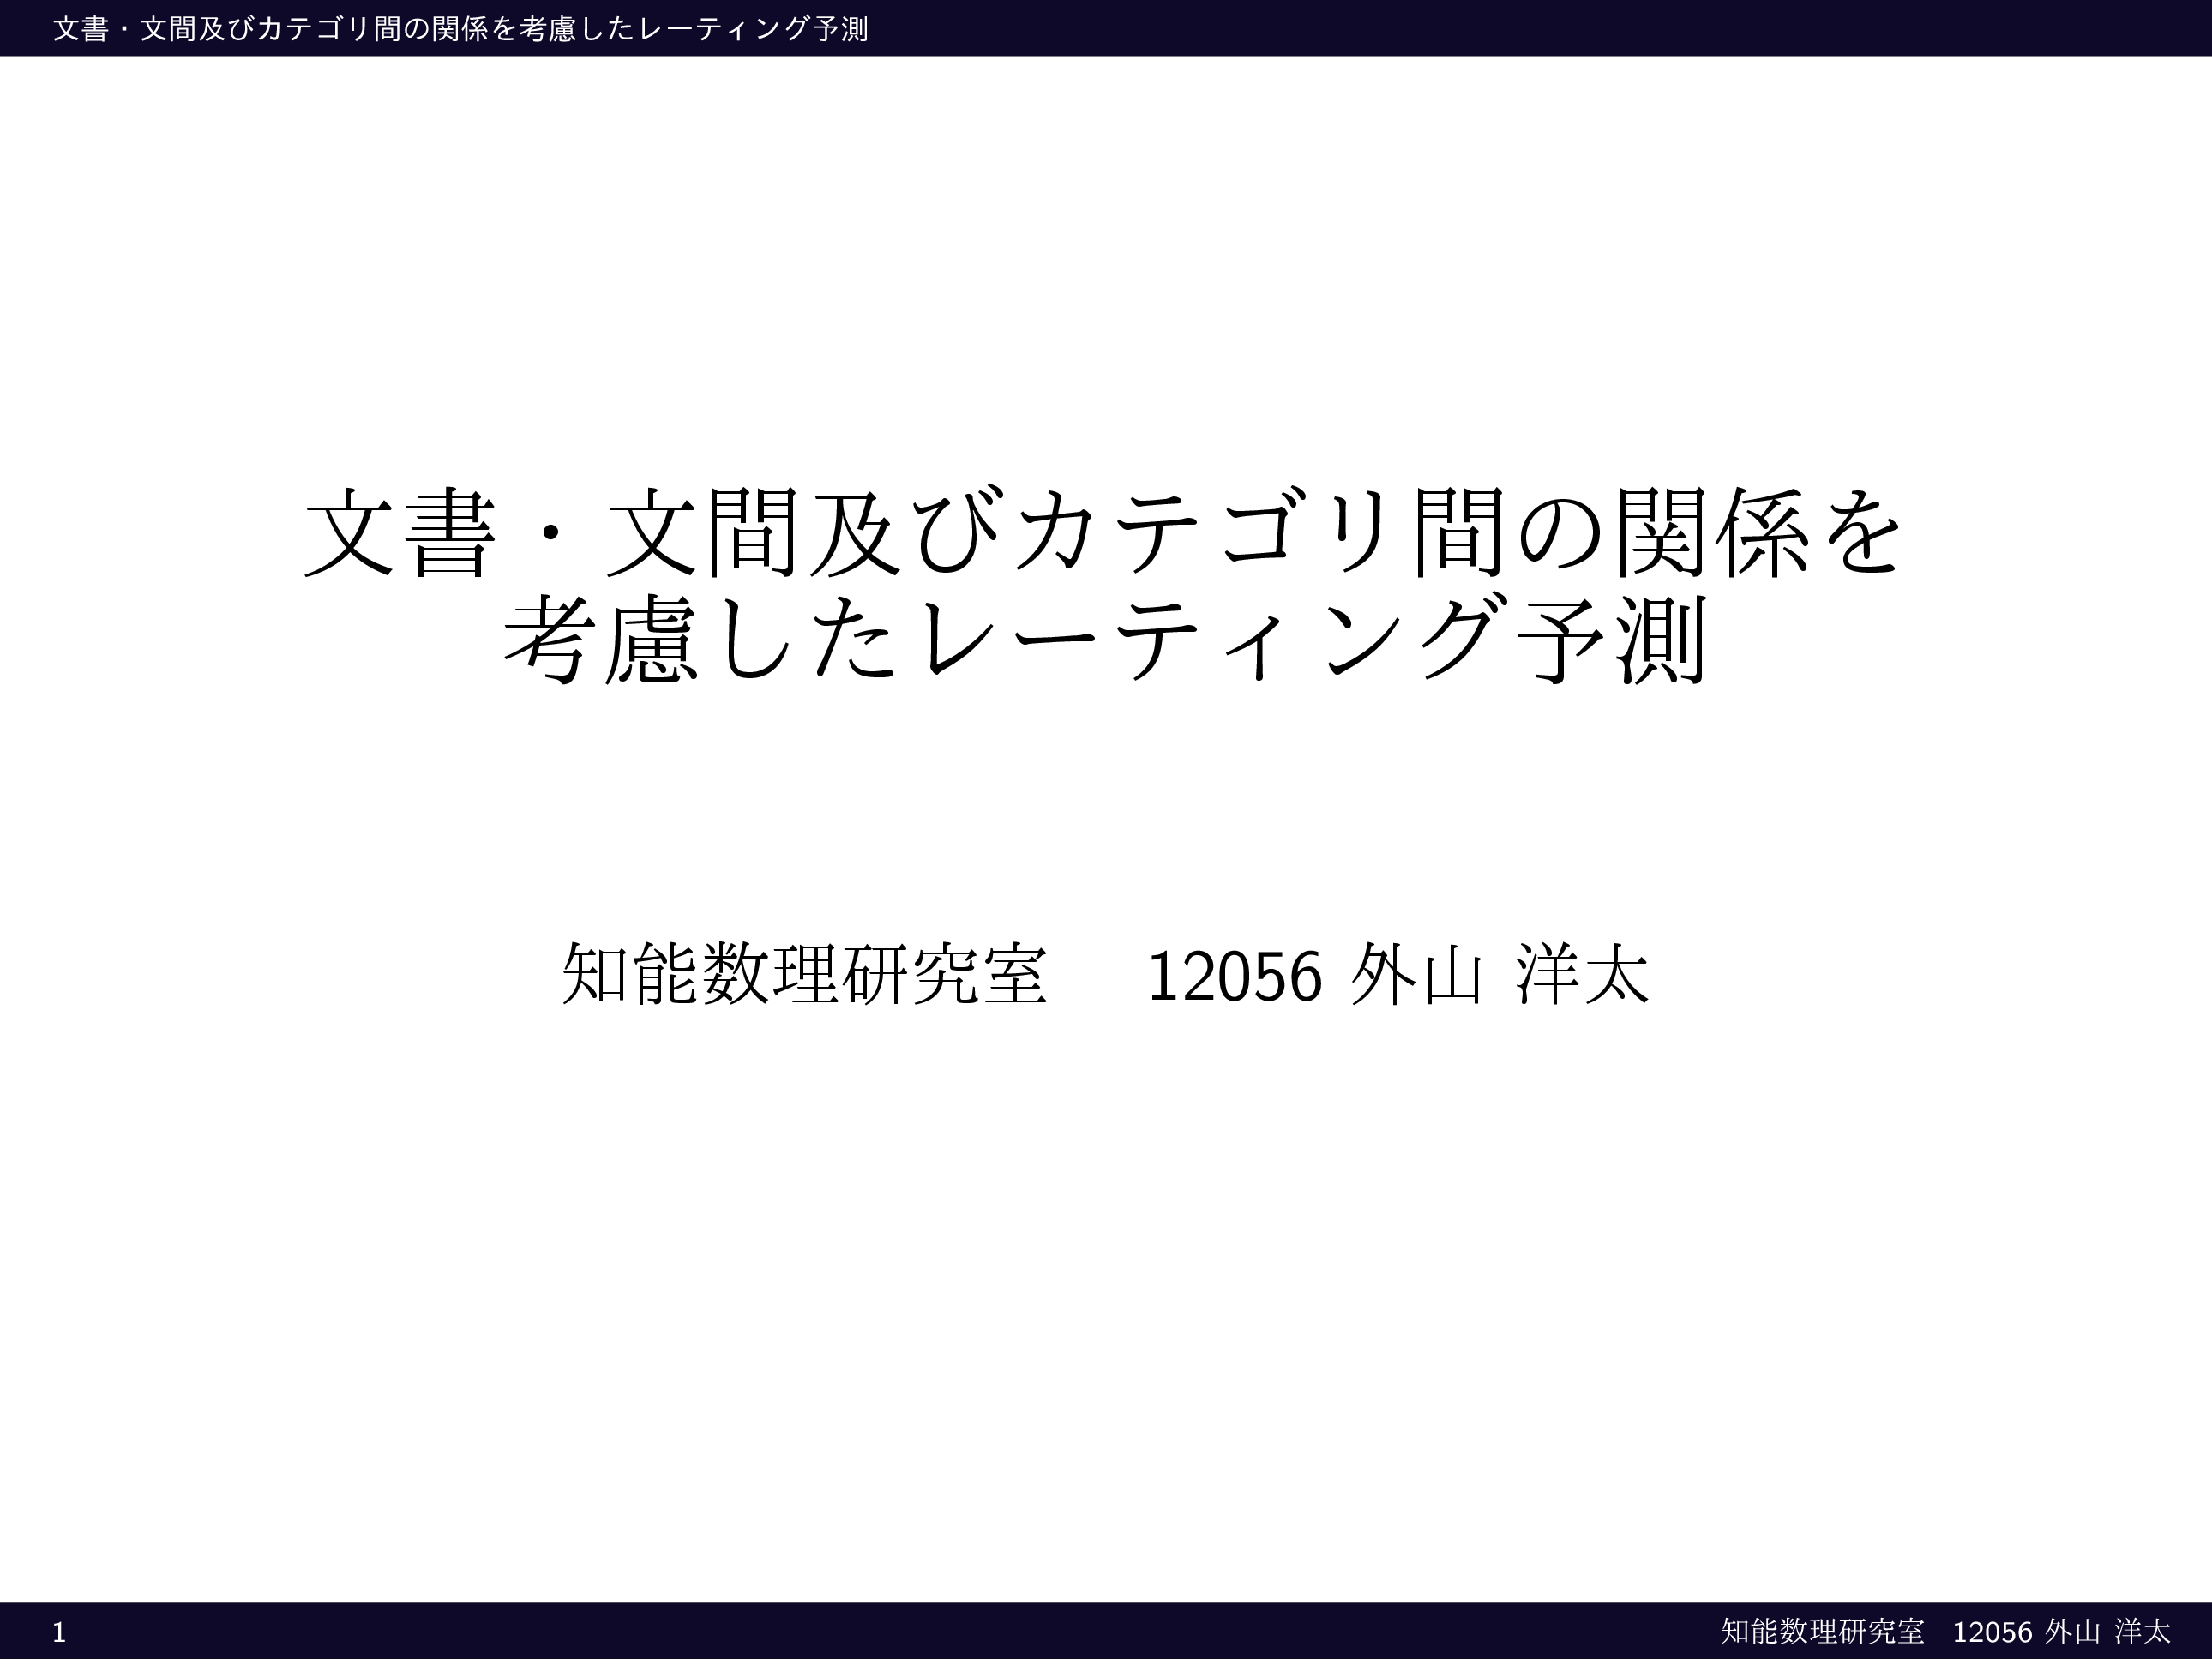 文書・文間及びカテゴリ間の関係を考慮したレーティング予測
文書・文間及びカテゴリ間の関係を
考慮したレーティング予測
知能数理研究室　12056 外山 洋太
1
知能数理研究室　12056 外山 洋太